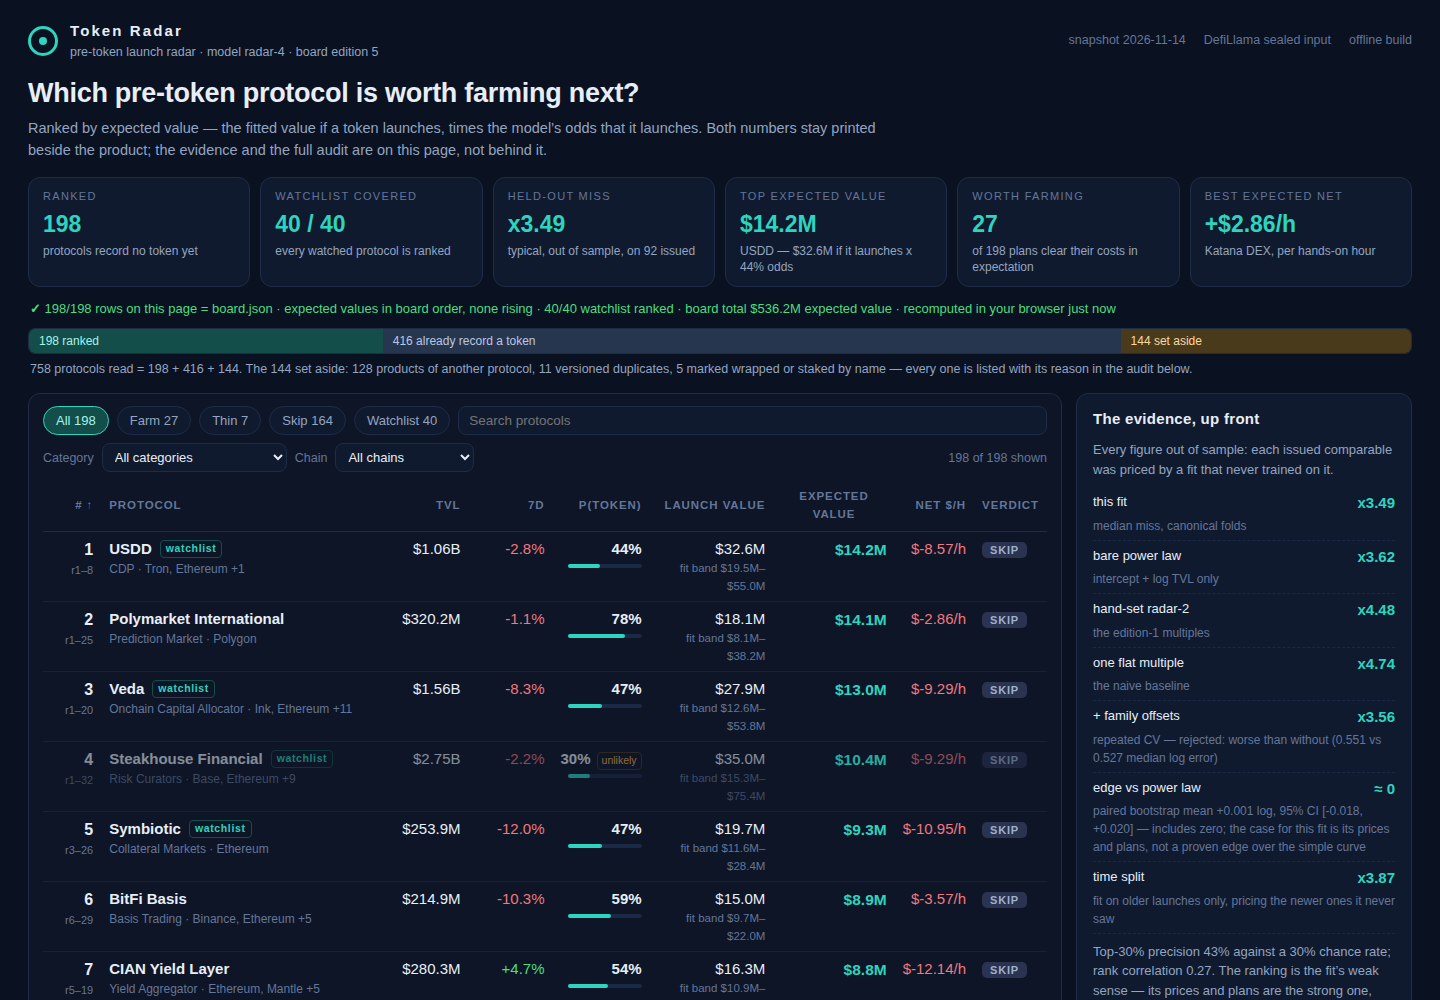 Token Radar
pre-token launch radar · model radar-4 · board edition 5
snapshot 2026-11-14 DefiLlama sealed input offline build
Which pre-token protocol is worth farming next?
Ranked by expected value — the fitted value if a token launches, times the model's odds that it launches. Both numbers stay printed
beside the product; the evidence and the full audit are on this page, not behind it.
RANKED
198
protocols record no token yet
WATCHLIST COVERED
40 / 40
every watched protocol is ranked
HELD-OUT MISS
x3.49
typical, out of sample, on 92 issued
TOP EXPECTED VALUE
$14.2M
USDD — $32.6M if it launches x
44% odds
WORTH FARMING
27
of 198 plans clear their costs in
expectation
BEST EXPECTED NET
+$2.86/h
Katana DEX, per hands-on hour
✓ 198/198 rows on this page = board.json · expected values in board order, none rising · 40/40 watchlist ranked · board total $536.2M expected value · recomputed in your browser just now
198 ranked 416 already record a token 144 set aside
758 protocols read = 198 + 416 + 144. The 144 set aside: 128 products of another protocol, 11 versioned duplicates, 5 marked wrapped or staked by name — every one is listed with its reason in the audit below.
All 198 Farm 27 Thin 7 Skip 164 Watchlist 40 Search protocols
Category All categories Chain All chains 198 of 198 shown
# ↑ PROTOCOL TVL 7D P(TOKEN) LAUNCH VALUE EXPECTED VALUE NET $/H VERDICT
1 USDD watchlist $1.06B -2.8% 44% $32.6M $14.2M $-8.57/h SKIP
r1–8 CDP · Tron, Ethereum +1 fit band $19.5M–
$55.0M
2 Polymarket International $320.2M -1.1% 78% $18.1M $14.1M $-2.86/h SKIP
r1–25 Prediction Market · Polygon fit band $8.1M–
$38.2M
3 Veda watchlist $1.56B -8.3% 47% $27.9M $13.0M $-9.29/h SKIP
r1–20 Onchain Capital Allocator · Ink, Ethereum +11 fit band $12.6M–
$53.8M
4 Steakhouse Financial watchlist $2.75B -2.2% 30% unlikely $35.0M $10.4M $-9.29/h SKIP
r1–32 Risk Curators · Base, Ethereum +9 fit band $15.3M–
$75.4M
5 Symbiotic watchlist $253.9M -12.0% 47% $19.7M $9.3M $-10.95/h SKIP
r3–26 Collateral Markets · Ethereum fit band $11.6M–
$28.4M
6 BitFi Basis $214.9M -10.3% 59% $15.0M $8.9M $-3.57/h SKIP
r6–29 Basis Trading · Binance, Ethereum +5 fit band $9.7M–
$22.0M
7 CIAN Yield Layer $280.3M +4.7% 54% $16.3M $8.8M $-12.14/h SKIP
r5–19 Yield Aggregator · Ethereum, Mantle +5 fit band $10.9M–
The evidence, up front
Every figure out of sample: each issued comparable
was priced by a fit that never trained on it.
this fit x3.49
median miss, canonical folds
bare power law x3.62
intercept + log TVL only
hand-set radar-2 x4.48
the edition-1 multiples
one flat multiple x4.74
the naive baseline
+ family offsets x3.56
repeated CV — rejected: worse than without (0.551 vs
0.527 median log error)
edge vs power law ≈ 0
paired bootstrap mean +0.001 log, 95% CI [-0.018,
+0.020] — includes zero; the case for this fit is its prices
and plans, not a proven edge over the simple curve
time split x3.87
fit on older launches only, pricing the newer ones it never
saw
Top-30% precision 43% against a 30% chance rate;
rank correlation 0.27. The ranking is the fit's weak
sense — its prices and plans are the strong one,